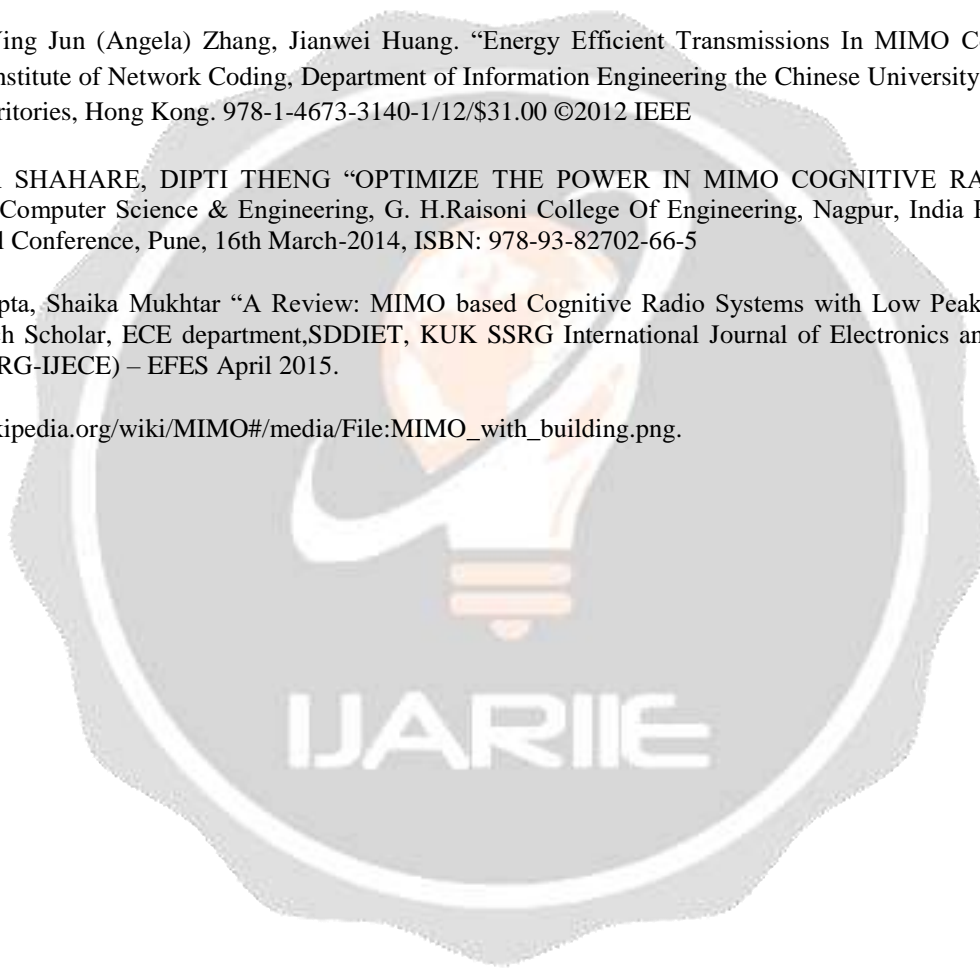 ing Jun (Angela) Zhang, Jianwei Huang. “Energy Efficient Transmissions In MIMO C
nstitute of Network Coding, Department of Information Engineering the Chinese University
ritories, Hong Kong. 978-1-4673-3140-1/12/$31.00 ©2012 IEEE
SHAHARE, DIPTI THENG “OPTIMIZE THE POWER IN MIMO COGNITIVE RA
Computer Science & Engineering, G. H.Raisoni College Of Engineering, Nagpur, India
l Conference, Pune, 16th March-2014, ISBN: 978-93-82702-66-5
pta, Shaika Mukhtar “A Review: MIMO based Cognitive Radio Systems with Low Peak
ch Scholar, ECE department,SDDIET, KUK SSRG International Journal of Electronics an
RG-IJECE) – EFES April 2015.
kipedia.org/wiki/MIMO#/media/File:MIMO_with_building.png.
IJARIIE